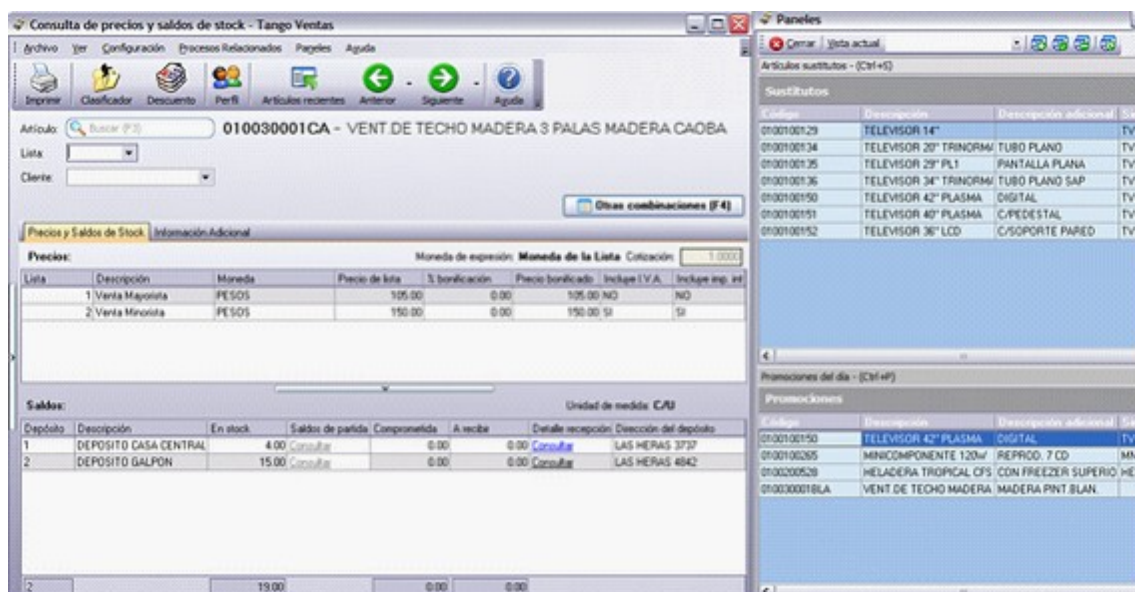 Consulta de precios y saldos de stock - Tango Ventas
Archivo Ver Configuración Procesos Relacionados Paneles Ayuda
Imprimir Clasificador Descuento Perfil Artículos recientes Anterior Siguiente Ayuda
Artículo: Buscar (F3) 010030001CA - VENT.DE TECHO MADERA 3 PALAS MADERA CAOBA
Lista:
Cliente:
Otras combinaciones (F4)
Precios y Saldos de Stock Información Adicional
Precios: Moneda de expresión: Moneda de la Lista Cotización: 1.0000
Lista Descripción Moneda Precio de lista % bonificación Precio bonificado Incluye I.V.A. Incluye imp. int
1 Venta Mayorista PESOS 105.00 0.00 105.00 NO NO
2 Venta Minorista PESOS 150.00 0.00 150.00 SI SI
Saldos: Unidad de medida: C/U
Depósito Descripción En stock Saldos de partida Comprometida A recibir Detalle recepción Dirección del depósito
1 DEPOSITO CASA CENTRAL 4.00 Consultar 0.00 0.00 Consultar LAS HERAS 3737
2 DEPOSITO GALPON 15.00 Consultar 0.00 0.00 Consultar LAS HERAS 4842
2 19.00 0.00 0.00
Paneles
Cerrar Vista actual
Artículos sustitutos - (Ctrl+S)
Sustitutos
Código Descripción Descripción adicional
0100100129 TELEVISOR 14" TV
0100100134 TELEVISOR 20" TRINORMA TUBO PLANO TV
0100100135 TELEVISOR 29" PL1 PANTALLA PLANA TV
0100100136 TELEVISOR 34" TRINORMA TUBO PLANO SAP TV
0100100150 TELEVISOR 42" PLASMA DIGITAL TV
0100100151 TELEVISOR 40" PLASMA C/PEDESTAL TV
0100100152 TELEVISOR 36" LCD C/SOPORTE PARED TV
Promociones del día - (Ctrl+P)
Promociones
Código Descripción Descripción adicional
0100100150 TELEVISOR 42" PLASMA DIGITAL TV
0100100265 MINICOMPONENTE 120w REPROD. 7 CD
0100200528 HELADERA TROPICAL CFS CON FREEZER SUPERIO HE
010030001BLA VENT.DE TECHO MADERA MADERA PINT.BLAN.